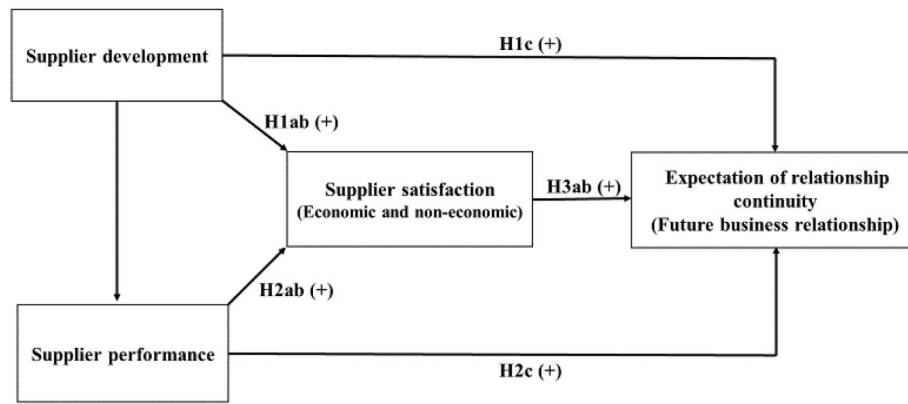 Supplier development
H1c (+)
H1ab (+)
Supplier satisfaction
(Economic and non-economic)
H3ab (+)
Expectation of relationship
continuity
(Future business relationship)
H2ab (+)
Supplier performance
H2c (+)